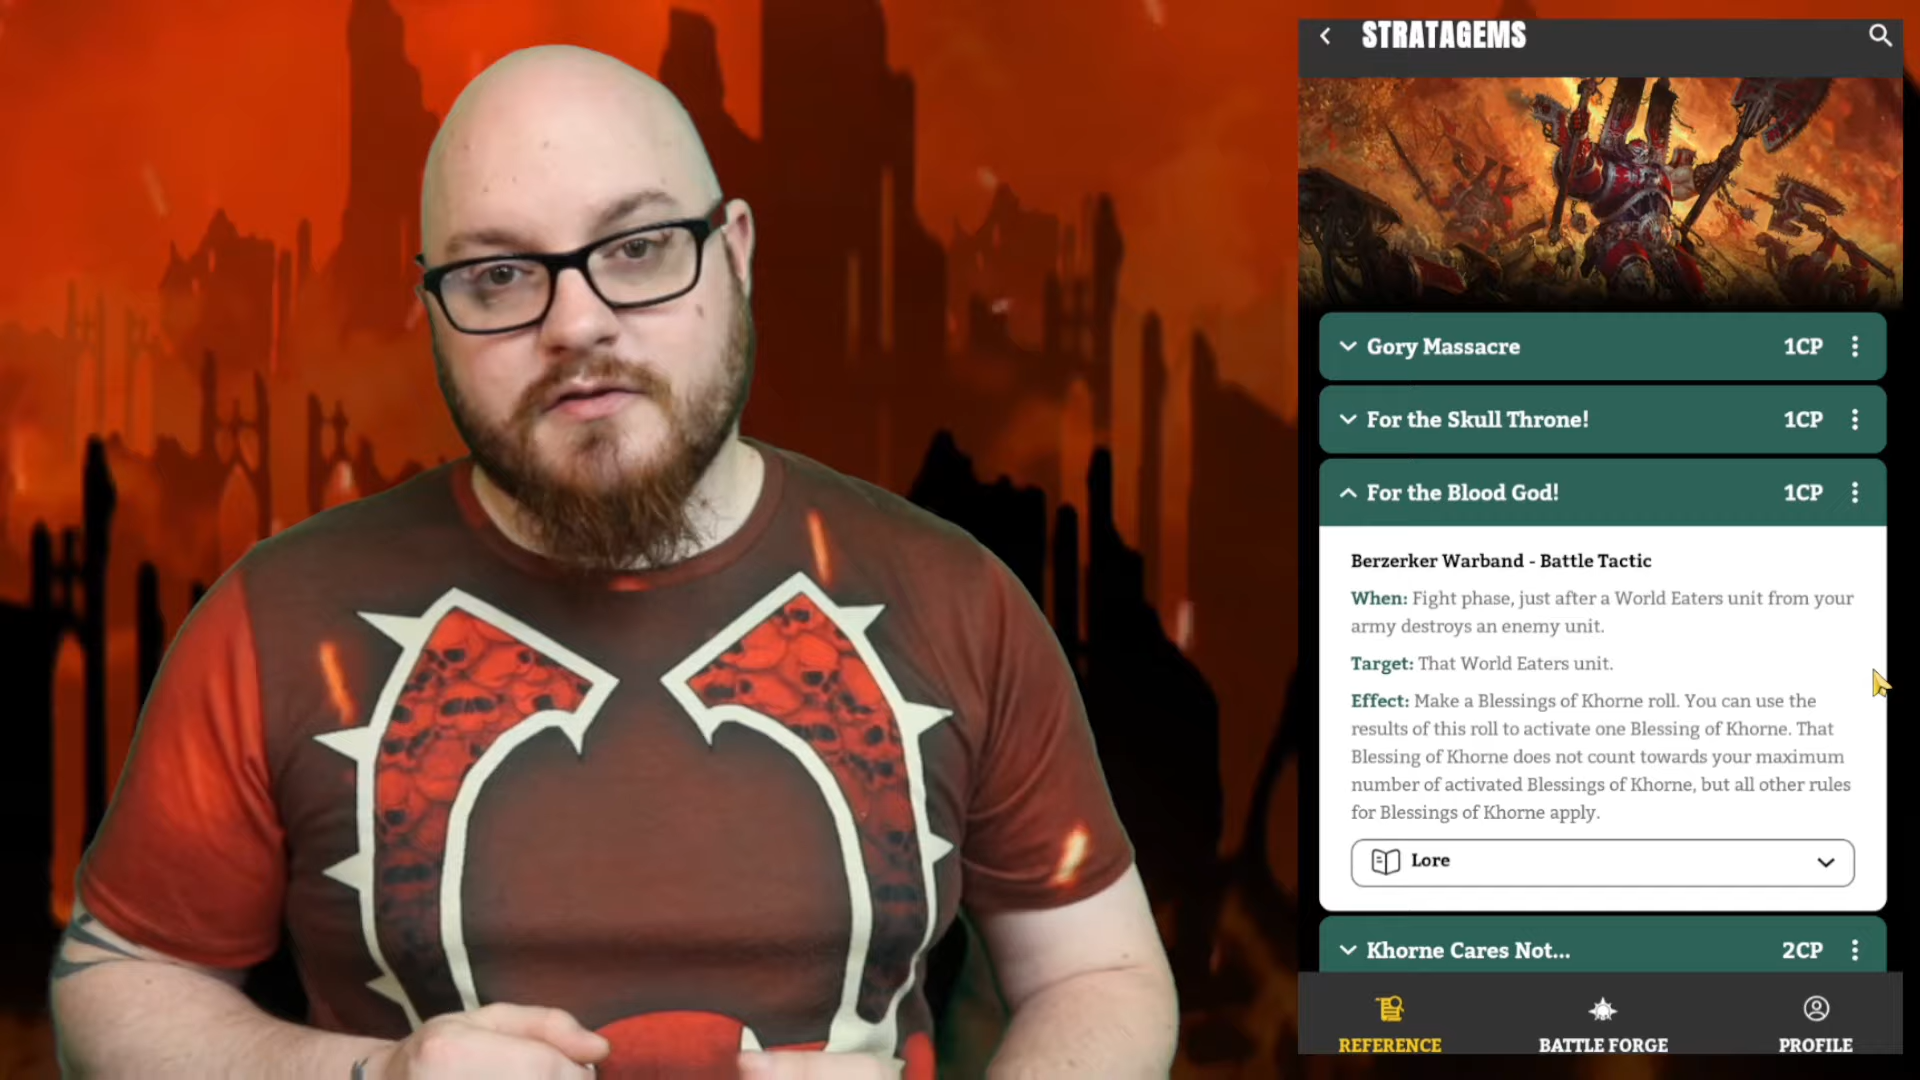 STRATAGEMS
Gory Massacre 1CP
For the Skull Throne! 1CP
For the Blood God! 1CP
Berzerker Warband - Battle Tactic
When: Fight phase, just after a World Eaters unit from your
army destroys an enemy unit.
Target: That World Eaters unit.
Effect: Make a Blessings of Khorne roll. You can use the
results of this roll to activate one Blessing of Khorne. That
Blessing of Khorne does not count towards your maximum
number of activated Blessings of Khorne, but all other rules
for Blessings of Khorne apply.
Lore
Khorne Cares Not... 2CP
REFERENCE BATTLE FORGE PROFILE